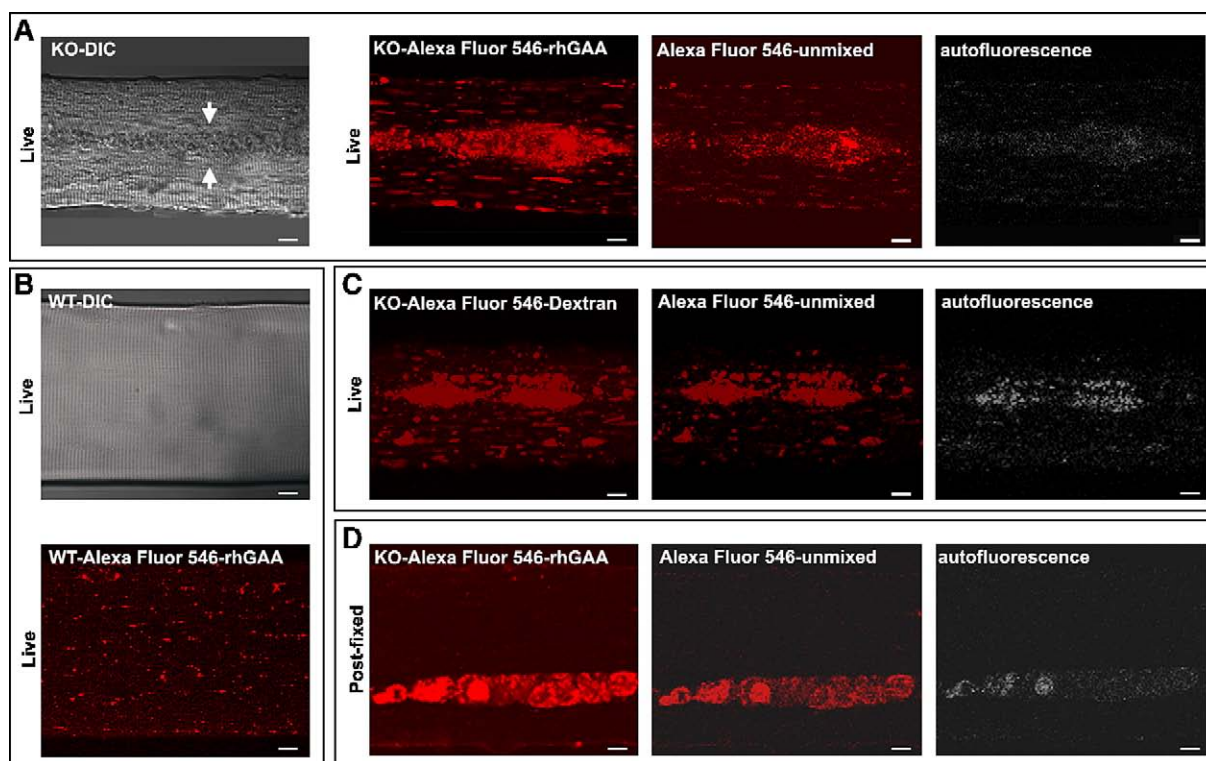 A
KO-DIC
KO-Alexa Fluor 546-rhGAA
Alexa Fluor 546-unmixed
autofluorescence
Live
Live
B
WT-DIC
Live
WT-Alexa Fluor 546-rhGAA
Live
C
KO-Alexa Fluor 546-Dextran
Alexa Fluor 546-unmixed
autofluorescence
Live
D
KO-Alexa Fluor 546-rhGAA
Alexa Fluor 546-unmixed
autofluorescence
Post-fixed